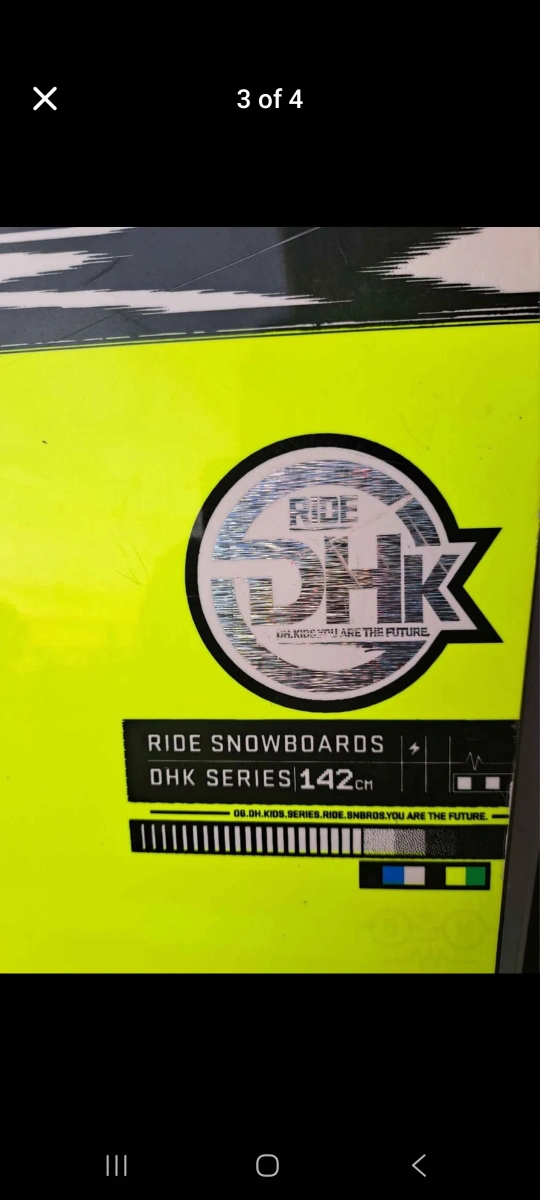 3 of 4
RIDE
DHK
DH.KIDS.YOU ARE THE FUTURE.
RIDE SNOWBOARDS
DHK SERIES 142CM
06.DH.KIDS.SERIES.RIDE.SNBRDS.YOU ARE THE FUTURE.